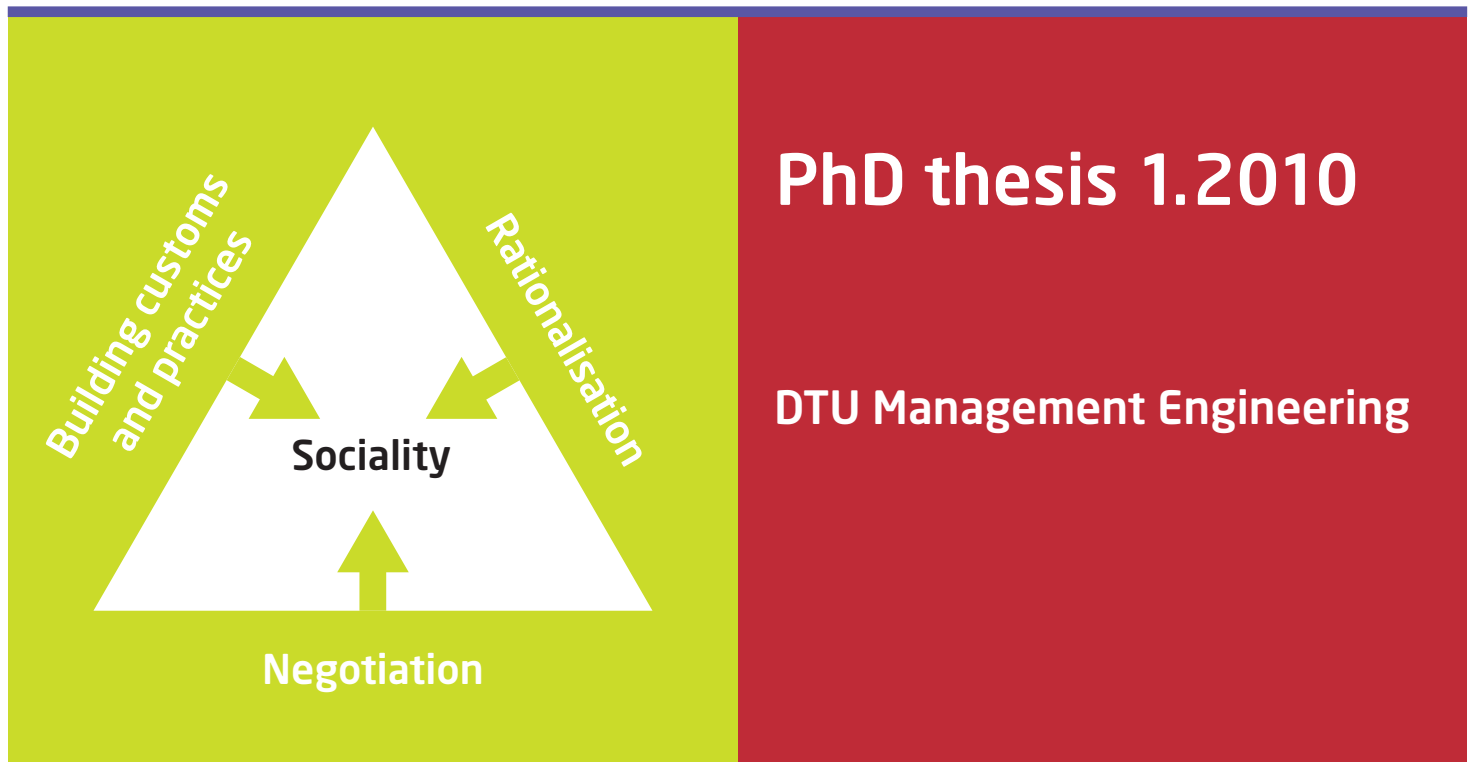 Building customs
and practices
Rationalisation
Sociality
Negotiation
PhD thesis 1.2010
DTU Management Engineering